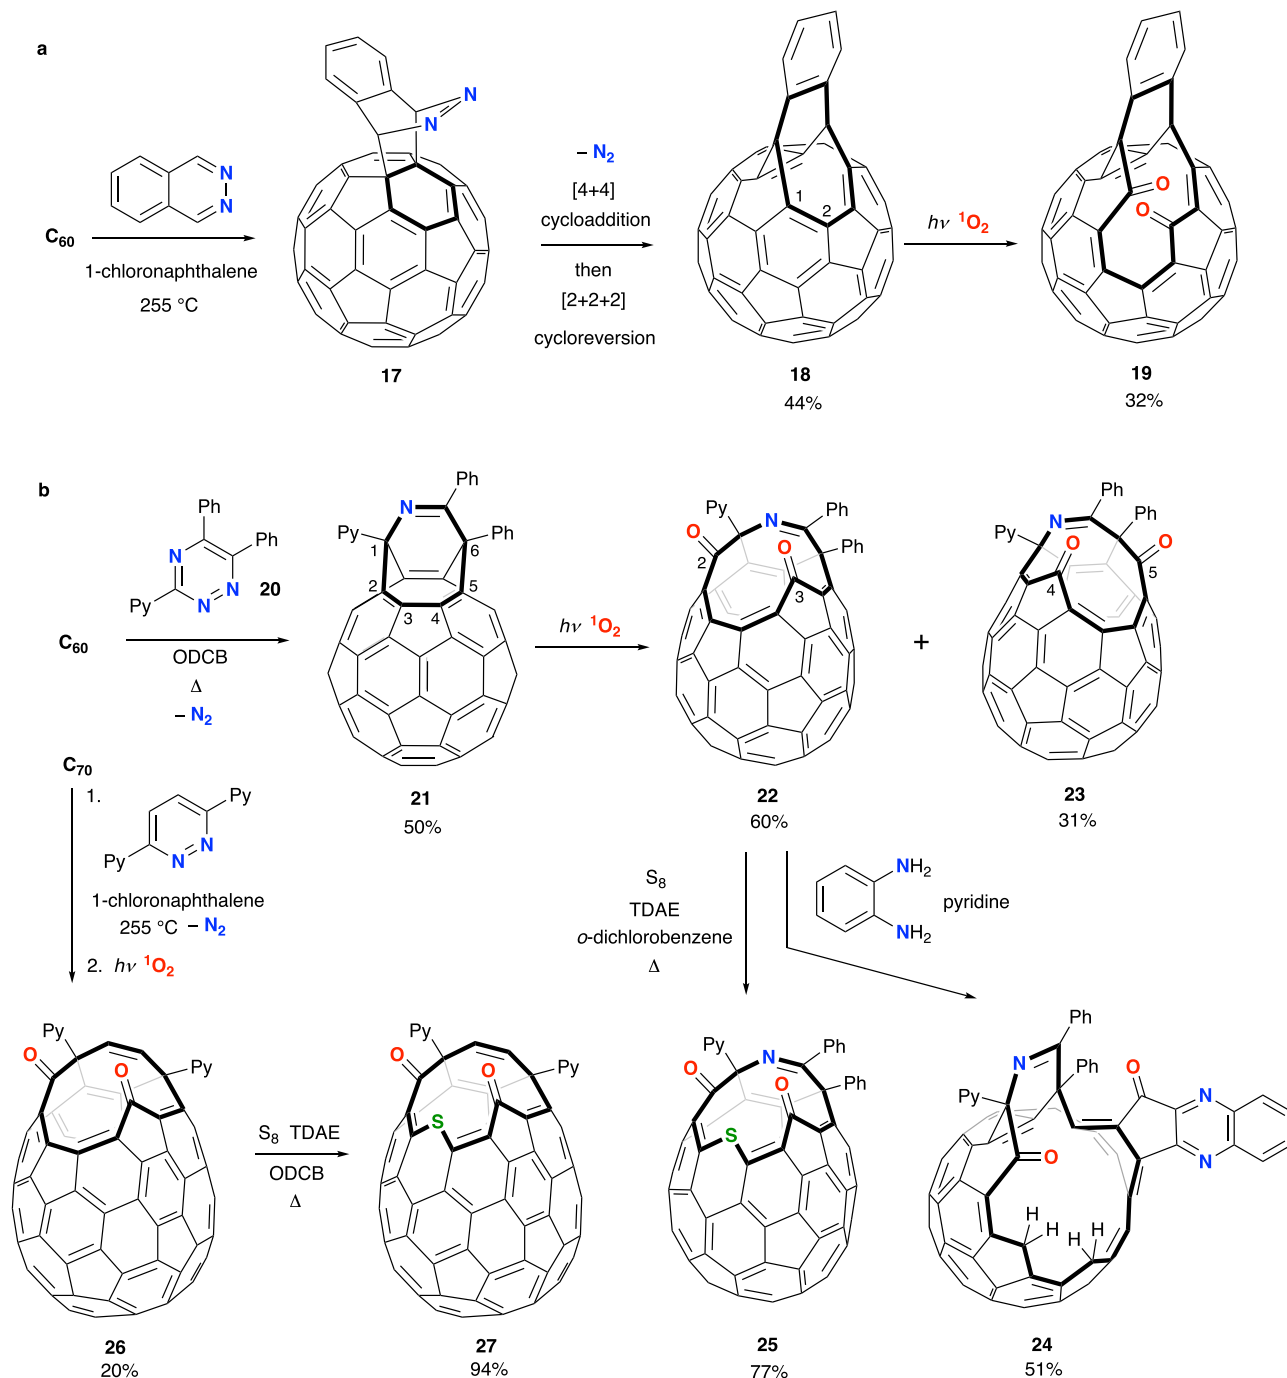 a
N
N
N
N
C60
1-chloronaphthalene
255 °C
17
– N2
[4+4]
cycloaddition
then
[2+2+2]
cycloreversion
1
2
18
44%
hν 1O2
O
O
19
32%
b
Ph
Ph
N
N
N
Py
20
C60
ODCB
Δ
– N2
Ph
N
Py
Ph
1
6
2
5
3
4
21
50%
hν 1O2
Py
N
Ph
O
O
Ph
2
3
22
60%
+
Ph
N
Ph
Py
O
O
4
5
23
31%
C70
1.
Py
Py
N
N
1-chloronaphthalene
255 °C – N2
2. hν 1O2
S8
TDAE
o-dichlorobenzene
Δ
NH2
NH2
pyridine
Py
O
O
Py
26
20%
S8 TDAE
ODCB
Δ
Py
O
O
Py
S
27
94%
Py
N
Ph
O
O
Ph
S
25
77%
Ph
N
Ph
Py
O
N
N
O
H
H
H
H
24
51%